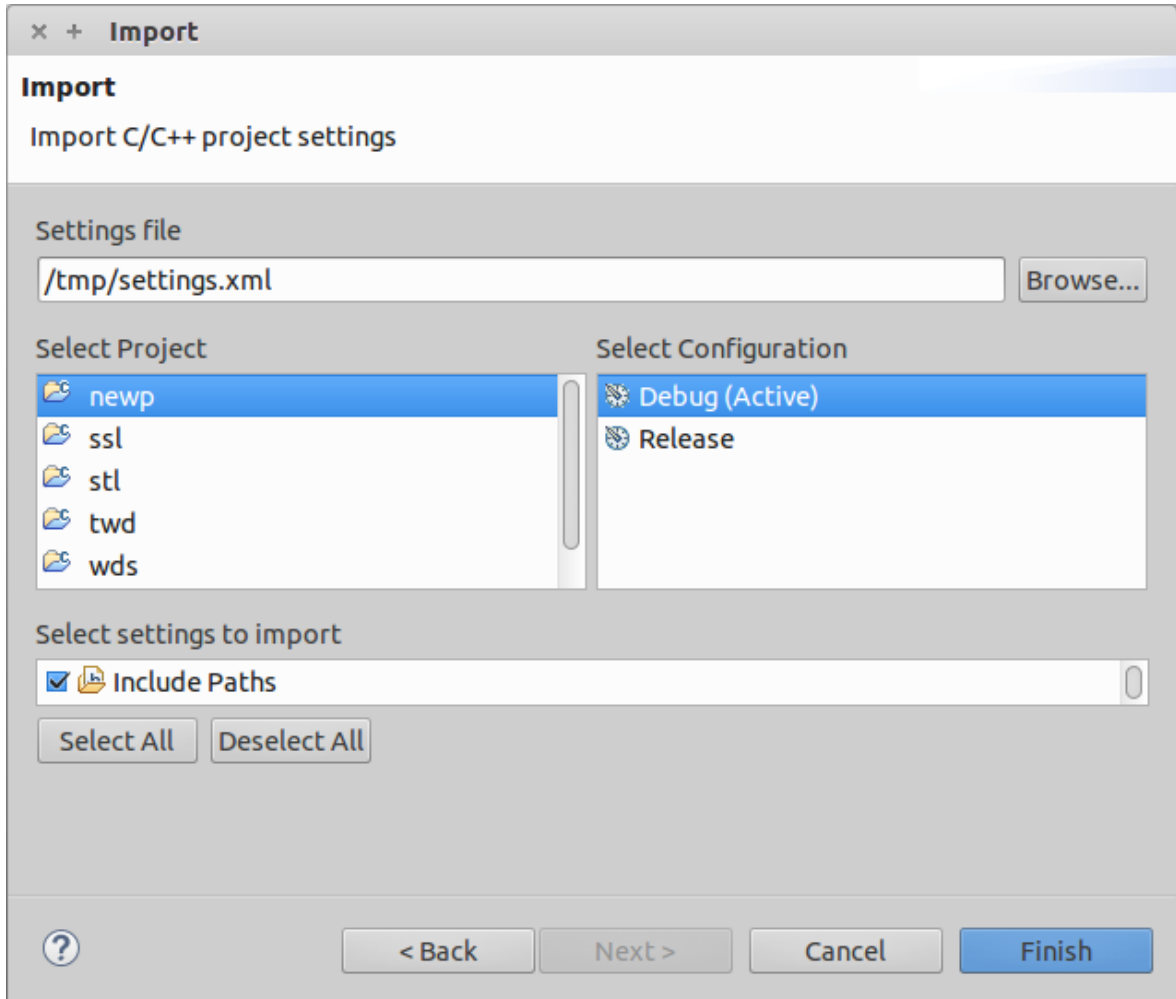 Import
Import
Import C/C++ project settings
Settings file
/tmp/settings.xml
Browse...
Select Project
Select Configuration
newp
Debug (Active)
ssl
Release
stl
twd
wds
Select settings to import
Include Paths
Select All
Deselect All
?
< Back
Next >
Cancel
Finish